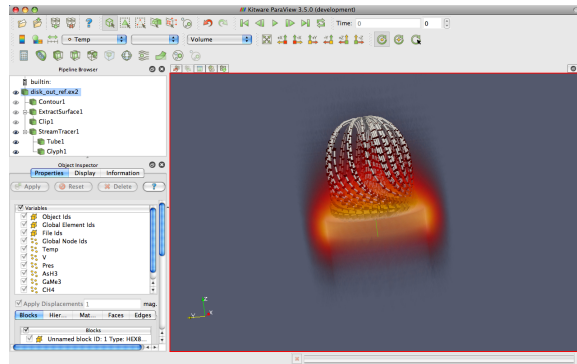 Kitware ParaView 3.5.0 (development)
Time: 0
0
Temp
Volume
Pipeline Browser
builtin:
disk_out_ref.ex2
Contour1
ExtractSurface1
Clip1
StreamTracer1
Tube1
Glyph1
Object Inspector
Properties Display Information
Apply Reset Delete ?
Variables
Object Ids
Global Element Ids
File Ids
Global Node Ids
Temp
V
Pres
AsH3
GaMe3
CH4
Apply Displacements 1 mag.
Blocks Hier... Mat... Faces Edges
Blocks
Unnamed block ID: 1 Type: HEX8...
Z
Y